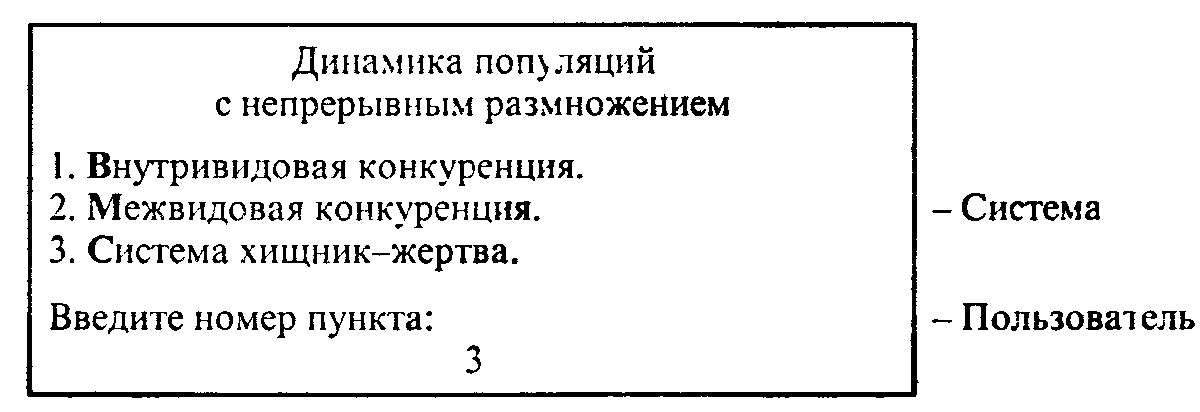 Динамика популяций
с непрерывным размножением
1. Внутривидовая конкуренция.
2. Межвидовая конкуренция.
– Система
3. Система хищник–жертва.
Введите номер пункта:
– Пользователь
3